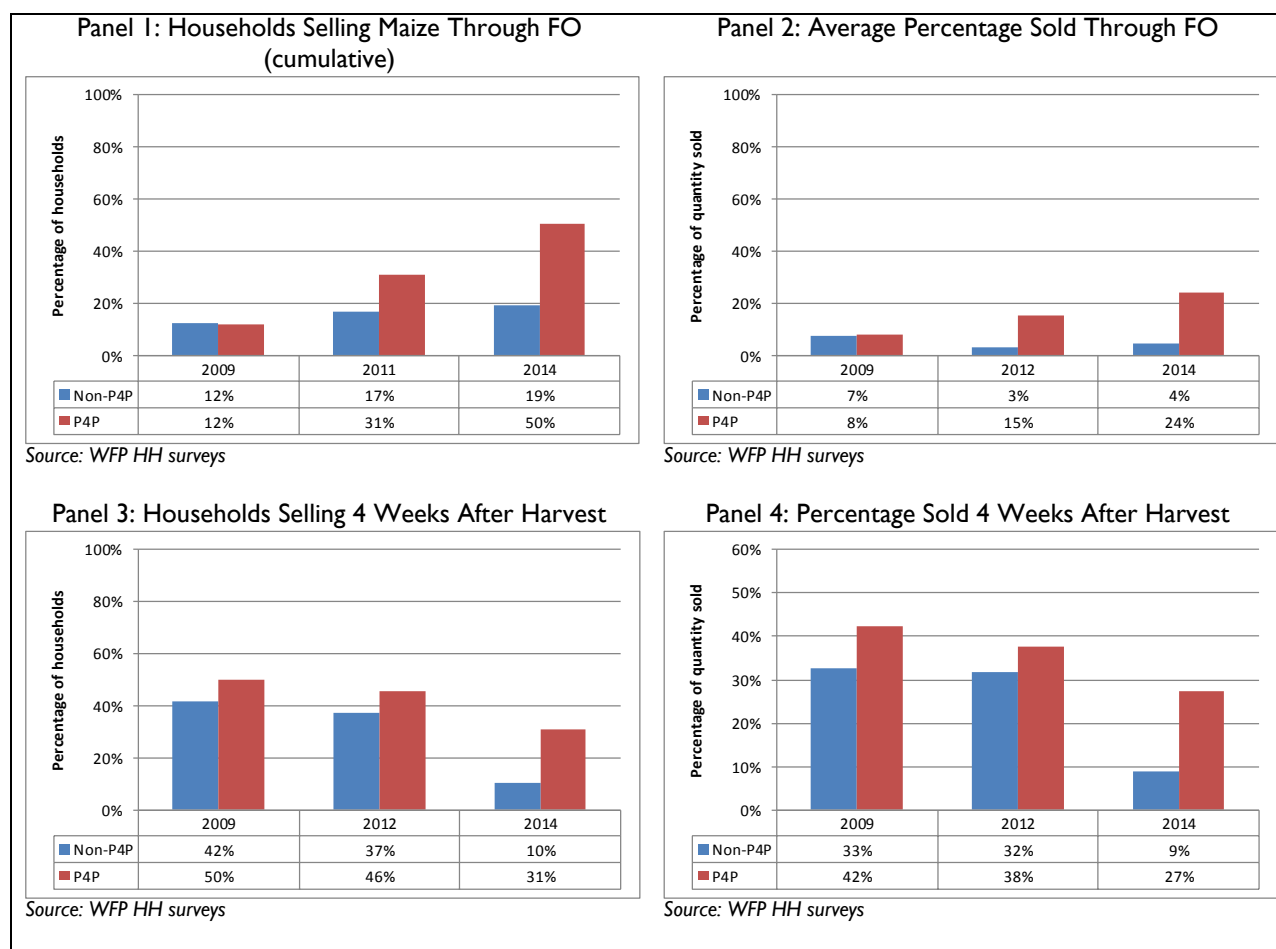 Panel 1: Households Selling Maize Through FO
(cumulative)
100%
80%
60%
40%
20%
0%
Percentage of households
2009 2011 2014
Non-P4P 12% 17% 19%
P4P 12% 31% 50%
Source: WFP HH surveys
Panel 2: Average Percentage Sold Through FO
100%
80%
60%
40%
20%
0%
Percentage of quantity sold
2009 2012 2014
Non-P4P 7% 3% 4%
P4P 8% 15% 24%
Source: WFP HH surveys
Panel 3: Households Selling 4 Weeks After Harvest
100%
80%
60%
40%
20%
0%
Percentage of households
2009 2012 2014
Non-P4P 42% 37% 10%
P4P 50% 46% 31%
Source: WFP HH surveys
Panel 4: Percentage Sold 4 Weeks After Harvest
60%
50%
40%
30%
20%
10%
0%
Percentage of quantity sold
2009 2012 2014
Non-P4P 33% 32% 9%
P4P 42% 38% 27%
Source: WFP HH surveys